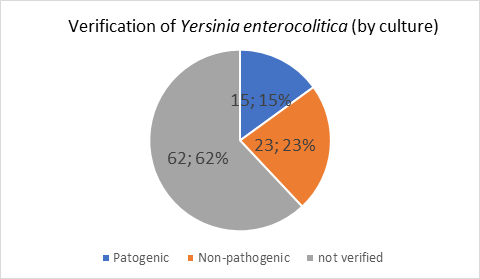 Verification of Yersinia enterocolitica (by culture)
15; 15%
23; 23%
62; 62%
Patogenic Non-pathogenic not verified